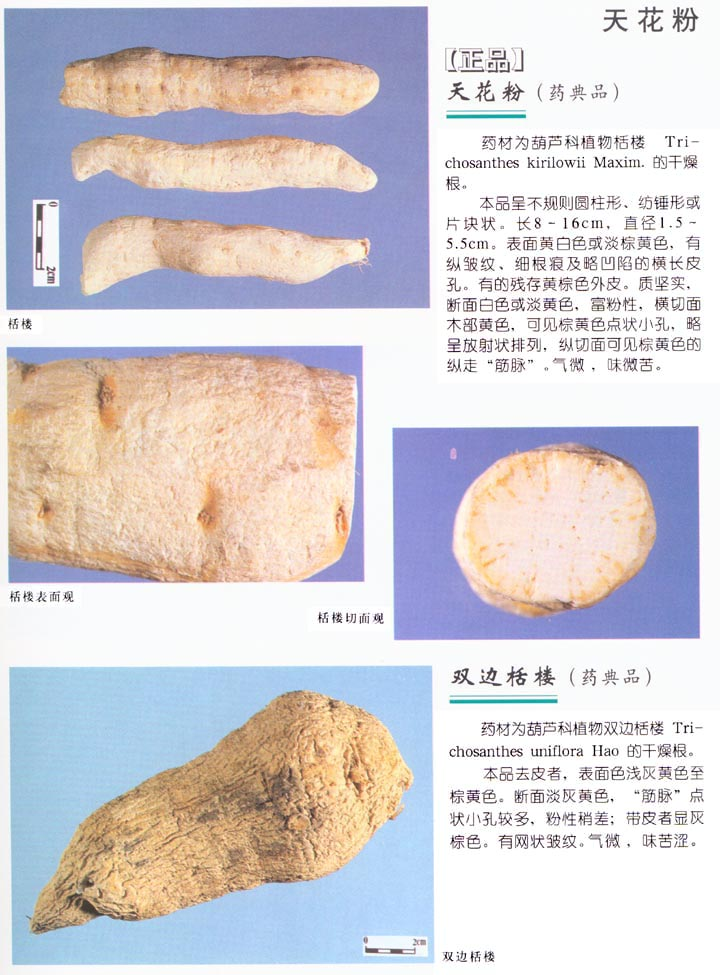 天花粉
【正品】
天花粉（药典品）
药材为葫芦科植物栝楼 Tri-
chosanthes kirilowii Maxim. 的干燥
根。
本品呈不规则圆柱形、纺锤形或
片块状。长8~16cm，直径1.5~
5.5cm。表面黄白色或淡棕黄色，有
纵皱纹、细根痕及略凹陷的横长皮
孔。有的残存黄棕色外皮。质坚实，
断面白色或淡黄色，富粉性，横切面
木部黄色，可见棕黄色点状小孔，略
呈放射状排列，纵切面可见棕黄色的
纵走“筋脉”。气微，味微苦。
0
2cm
栝楼
栝楼表面观
栝楼切面观
双边栝楼（药典品）
药材为葫芦科植物双边栝楼 Tri-
chosanthes uniflora Hao 的干燥根。
本品去皮者，表面色浅灰黄色至
棕黄色。断面淡灰黄色，“筋脉”点
状小孔较多，粉性稍差；带皮者显灰
棕色。有网状皱纹。气微，味苦涩。
0 2cm
双边栝楼